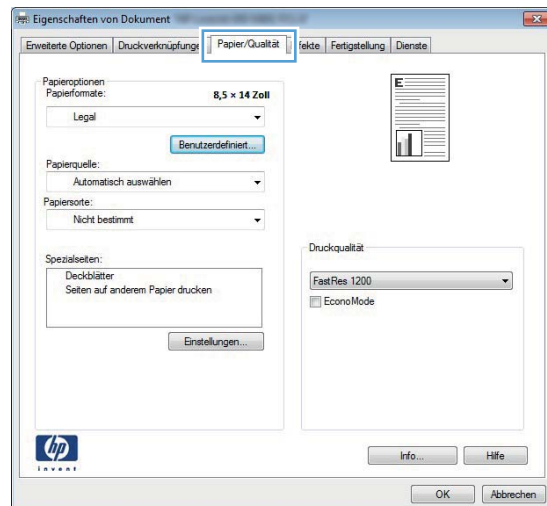 Eigenschaften von Dokument
Erweiterte Optionen Druckverknüpfunge Papier/Qualität fekte Fertigstellung Dienste
Papieroptionen
Papierformate: 8,5 × 14 Zoll
Legal
Benutzerdefiniert...
Papierquelle:
Automatisch auswählen
Papiersorte:
Nicht bestimmt
Spezialseiten:
Deckblätter
Seiten auf anderem Papier drucken
Einstellungen...
E
Druckqualität
FastRes 1200
EconoMode
hp
invent
Info... Hilfe
OK Abbrechen